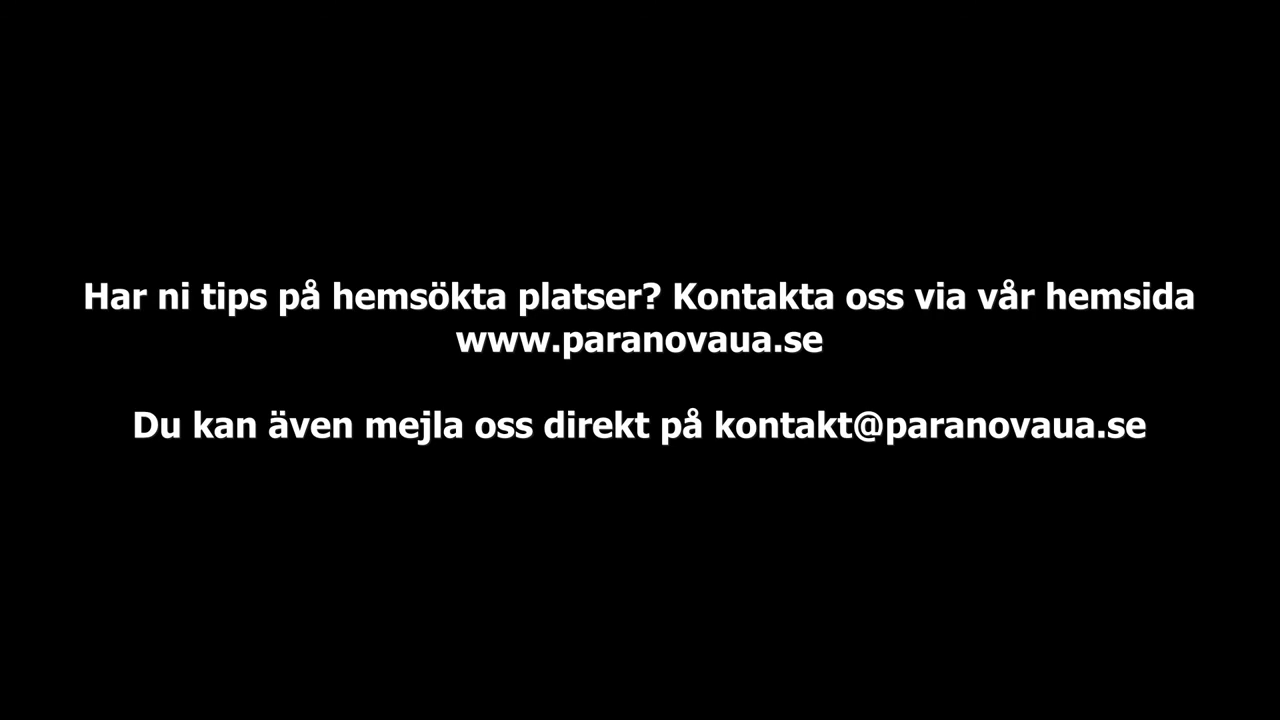 Har ni tips på hemsökta platser? Kontakta oss via vår hemsida
www.paranovaua.se
Du kan även mejla oss direkt på kontakt@paranovaua.se